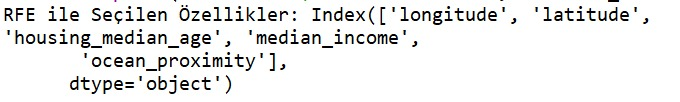 RFE ile Seçilen Özellikler: Index(['longitude', 'latitude',
'housing_median_age', 'median_income',
'ocean_proximity'],
dtype='object')